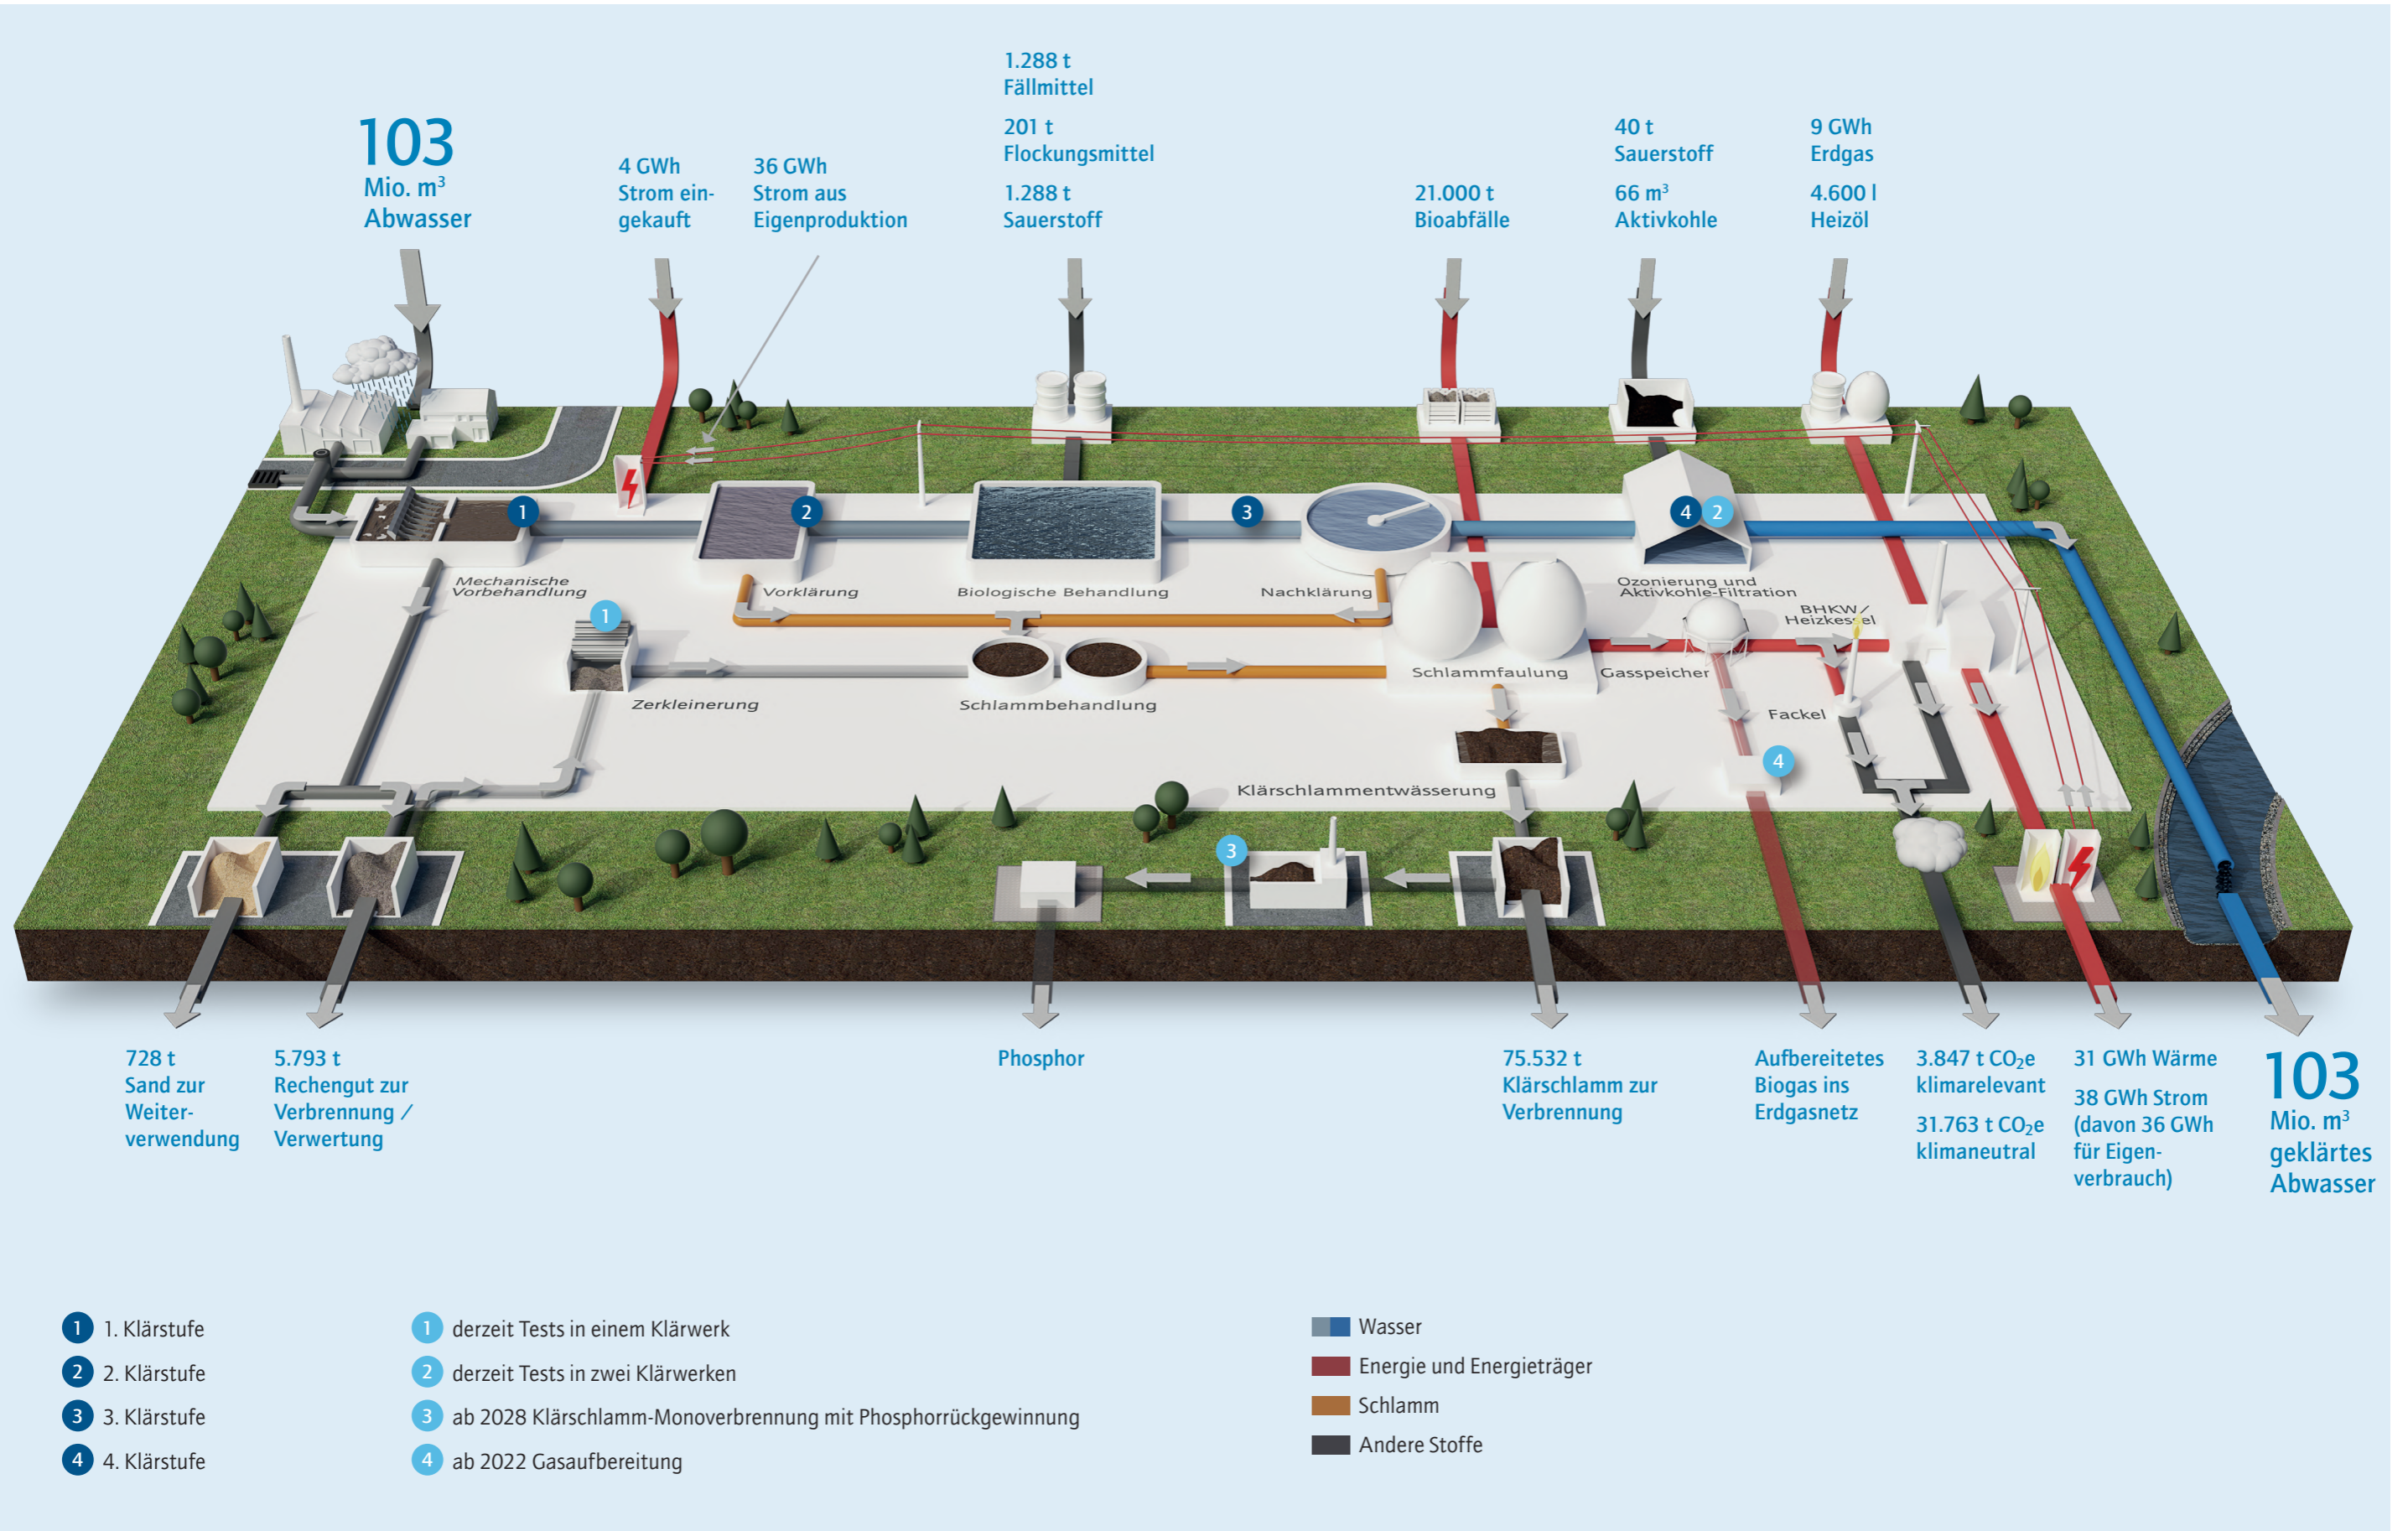 103
Mio. m³
Abwasser
4 GWh
Strom ein-
gekauft
36 GWh
Strom aus
Eigenproduktion
1.288 t
Fällmittel
201 t
Flockungsmittel
1.288 t
Sauerstoff
21.000 t
Bioabfälle
40 t
Sauerstoff
66 m³
Aktivkohle
9 GWh
Erdgas
4.600 l
Heizöl
1
2
3
4 2
Mechanische
Vorbehandlung
Vorklärung
Biologische Behandlung
Nachklärung
Ozonierung und
Aktivkohle-Filtration
BHKW/
Heizkessel
1
Zerkleinerung
Schlammbehandlung
Schlammfaulung
Gasspeicher
Fackel
4
Klärschlammentwässerung
3
728 t
Sand zur
Weiter-
verwendung
5.793 t
Rechengut zur
Verbrennung /
Verwertung
Phosphor
75.532 t
Klärschlamm zur
Verbrennung
Aufbereitetes
Biogas ins
Erdgasnetz
3.847 t CO₂e
klimarelevant
31.763 t CO₂e
klimaneutral
31 GWh Wärme
38 GWh Strom
(davon 36 GWh
für Eigen-
verbrauch)
103
Mio. m³
geklärtes
Abwasser
1 1. Klärstufe
2 2. Klärstufe
3 3. Klärstufe
4 4. Klärstufe
1 derzeit Tests in einem Klärwerk
2 derzeit Tests in zwei Klärwerken
3 ab 2028 Klärschlamm-Monoverbrennung mit Phosphorrückgewinnung
4 ab 2022 Gasaufbereitung
Wasser
Energie und Energieträger
Schlamm
Andere Stoffe